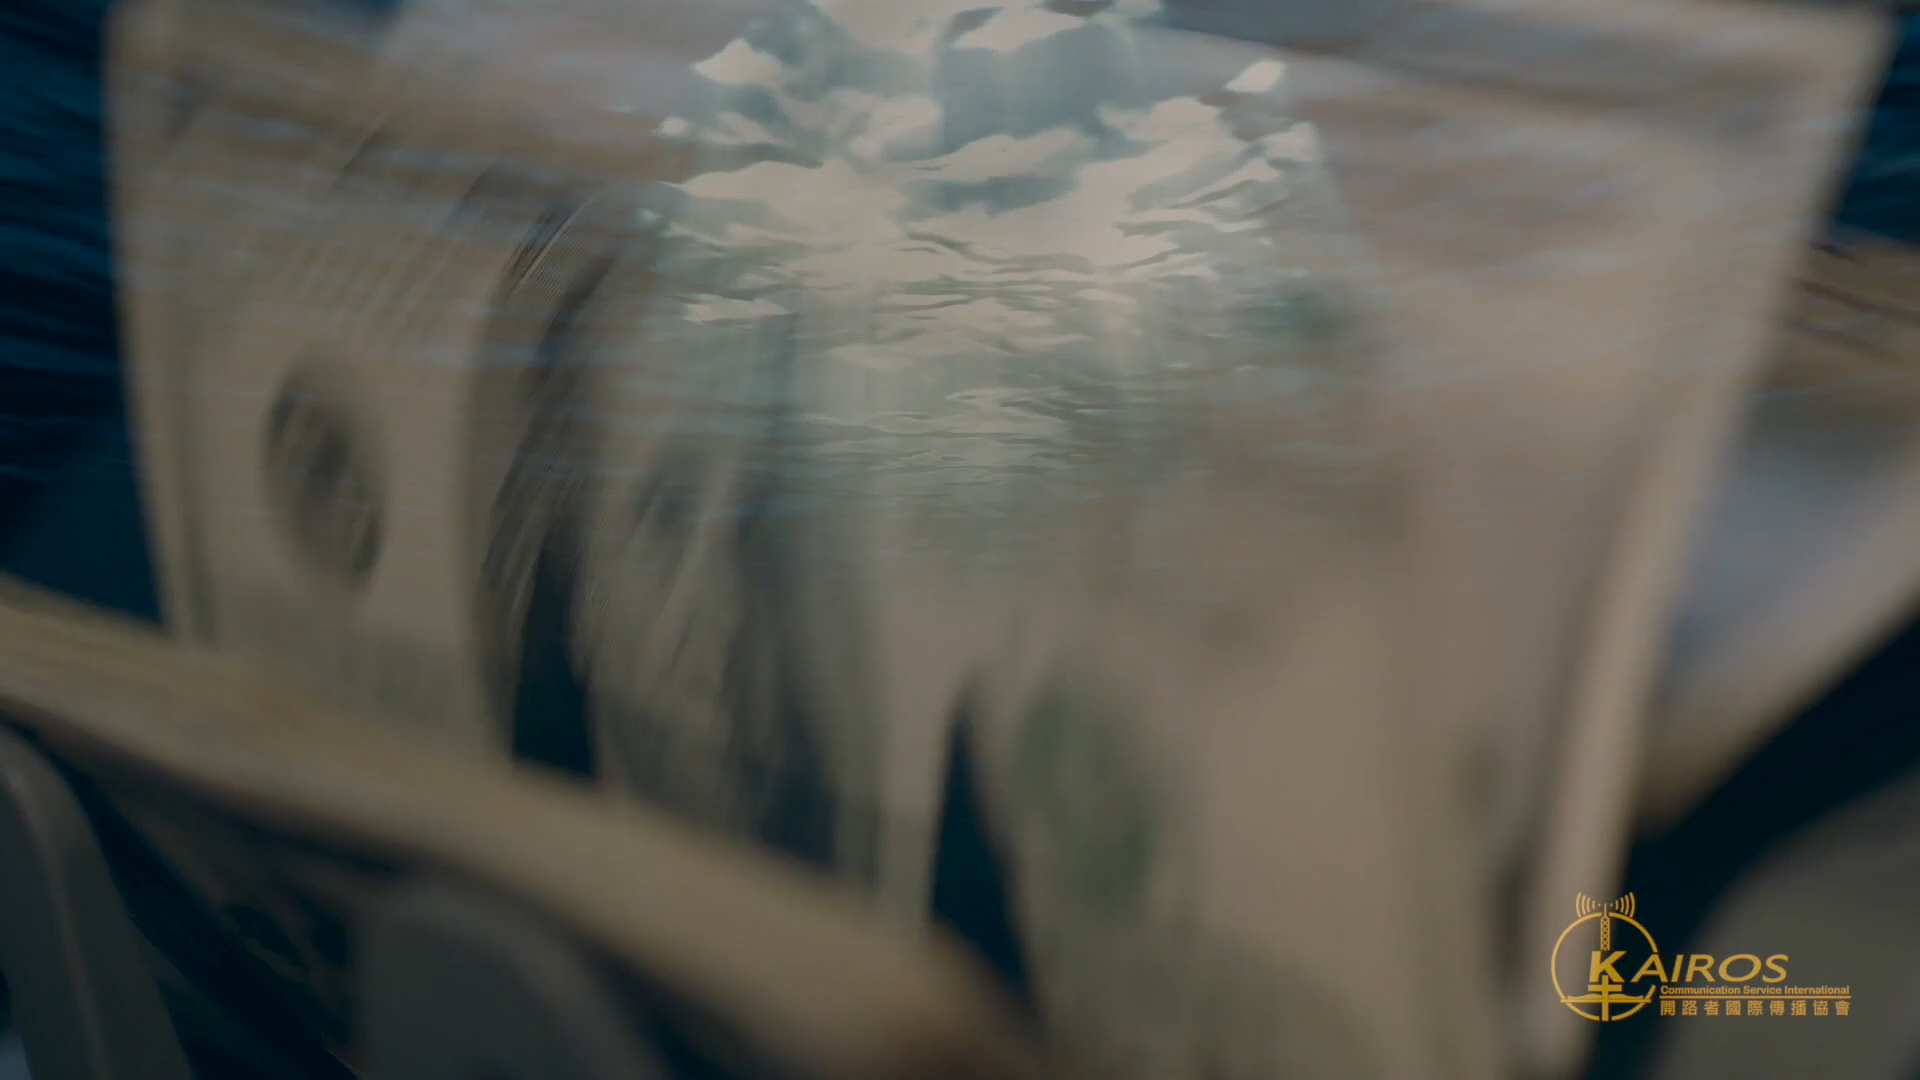 KAIROS
Communication Service International
開路者國際傳播協會